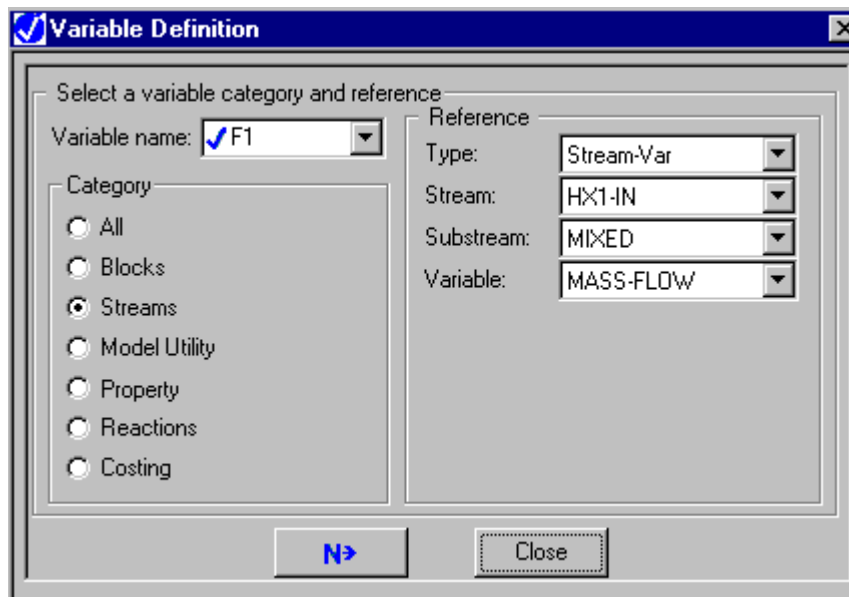 Variable Definition
Select a variable category and reference
Variable name: F1
Category
All
Blocks
Streams
Model Utility
Property
Reactions
Costing
Reference
Type: Stream-Var
Stream: HX1-IN
Substream: MIXED
Variable: MASS-FLOW
N
Close